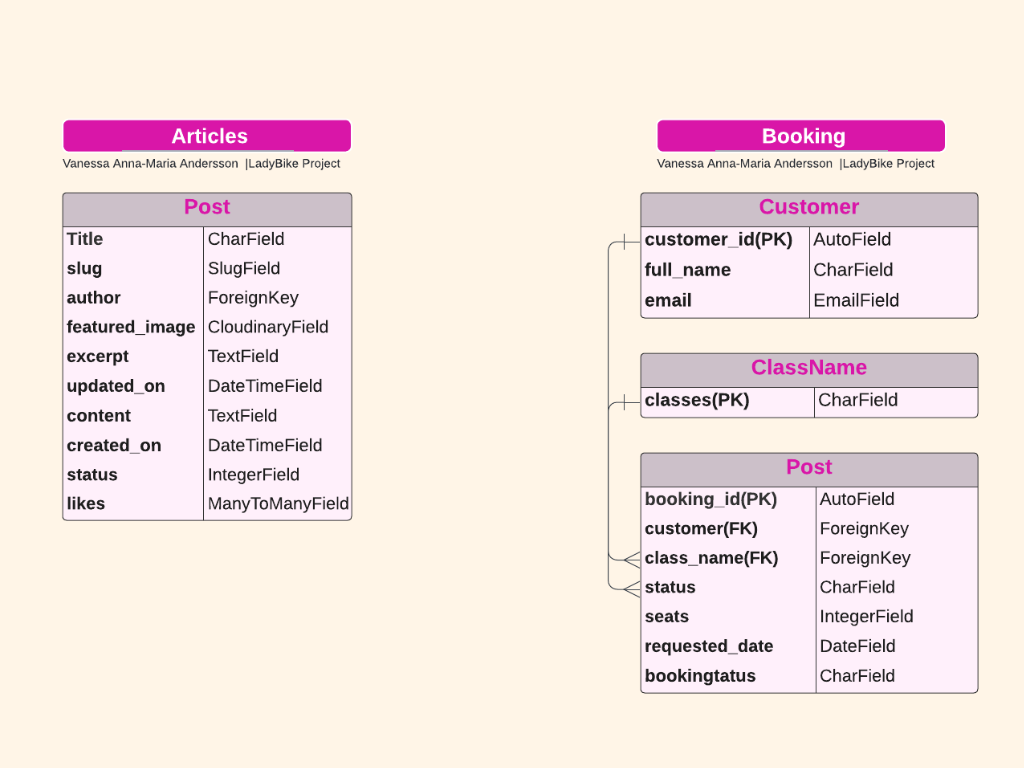 Articles
Vanessa Anna-Maria Andersson |LadyBike Project
Post
Title CharField
slug SlugField
author ForeignKey
featured_image CloudinaryField
excerpt TextField
updated_on DateTimeField
content TextField
created_on DateTimeField
status IntegerField
likes ManyToManyField
Booking
Vanessa Anna-Maria Andersson |LadyBike Project
Customer
customer_id(PK) AutoField
full_name CharField
email EmailField
ClassName
classes(PK) CharField
Post
booking_id(PK) AutoField
customer(FK) ForeignKey
class_name(FK) ForeignKey
status CharField
seats IntegerField
requested_date DateField
bookingtatus CharField